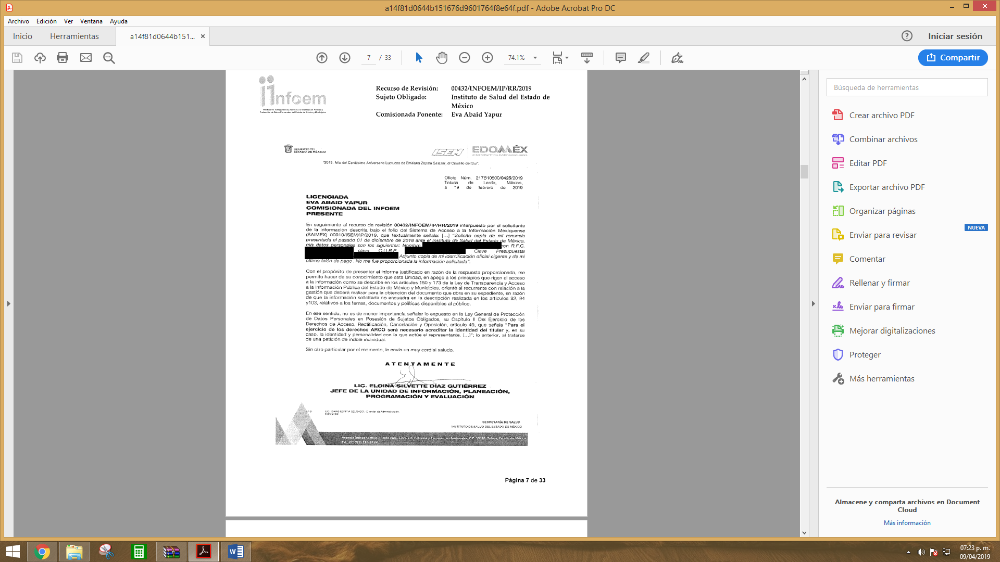 a14f81d0644b151676d9601764f8e64f.pdf - Adobe Acrobat Pro DC
Archivo Edición Ver Ventana Ayuda
Inicio Herramientas a14f81d0644b151... × Iniciar sesión
7 / 33 74.1% Compartir
infoem
Instituto de Transparencia, Acceso a la Información Pública y
Protección de Datos Personales del Estado de México y Municipios
Recurso de Revisión: 00432/INFOEM/IP/RR/2019
Sujeto Obligado: Instituto de Salud del Estado de
México
Comisionada Ponente: Eva Abaid Yapur
GOBIERNO DEL
ESTADO DE MÉXICO
ISEM EDOMÉX
"2019. Año del Centésimo Aniversario Luctuoso de Emiliano Zapata Salazar, el Caudillo del Sur".
Oficio Núm. 217B10500/0425/2019
Toluca de Lerdo, México,
a 19 de febrero de 2019
LICENCIADA
EVA ABAID YAPUR
COMISIONADA DEL INFOEM
PRESENTE
En seguimiento al recurso de revisión 00432/INFOEM/IP/RR/2019 interpuesto por el solicitante
de la información descrita bajo el folio del Sistema de Acceso a la Información Mexiquense
(SAIMEX) 00010/ISEM/IP/2019, que textualmente señala: [...] "Solicito copia de mi renuncia
presentada el pasado 01 de diciembre de 2018 ante el Instituto de Salud del Estado de México,
mis datos personales son los siguientes: Nombre con R.F.C.
clave C.U.R.P. Clave Presupuestal
Adjunto copia de mi identificación oficial cigente y de mi
último talón de pago . No me fue proporcionada la información solicitada".
Con el propósito de presentar el informe justificado en razón de la respuesta proporcionada, me
permito hacer de su conocimiento que esta Unidad, en apego a los principios que rigen el acceso
a la información como se describe en los artículos 150 y 173 de la Ley de Transparencia y Acceso
a la Información Pública del Estado de México y Municipios, orientó al recurrente con relación a la
gestión que deberá realizar para la obtención del documento que obra en su expediente, en razón
de que la información solicitada no encuadra en la descripción realizada en los artículos 92, 94
y103, relativos a los temas, documentos y políticas disponibles al público.
En ese sentido, no es de menor importancia señalar lo expuesto en la Ley General de Protección
de Datos Personales en Posesión de Sujetos Obligados, su Capítulo II Del Ejercicio de los
Derechos de Acceso, Rectificación, Cancelación y Oposición, artículo 49, que señala "Para el
ejercicio de los derechos ARCO será necesario acreditar la identidad del titular y, en su
caso, la identidad y personalidad con la que actúe el representante. [...]"; lo anterior, al tratarse
de una petición de índole individual.
Sin otro particular por el momento, le envío un muy cordial saludo.
ATENTAMENTE
LIC. ELOINA SILVETTE DÍAZ GUTIÉRREZ
JEFE DE LA UNIDAD DE INFORMACIÓN, PLANEACIÓN,
PROGRAMACIÓN Y EVALUACIÓN
c.c.p. LIC. ISAIAS ESPITIA DELGADO.- Director de Administración.
SECRETARÍA DE SALUD
INSTITUTO DE SALUD DEL ESTADO DE MÉXICO
Avenida Independencia oriente núm. 1009, col. Reforma y Ferrocarriles Nacionales, C.P. 50070, Toluca, Estado de México.
Página 7 de 33
Búsqueda de herramientas
Crear archivo PDF
Combinar archivos
Editar PDF
Exportar archivo PDF
Organizar páginas
NUEVA
Enviar para revisar
Comentar
Rellenar y firmar
Enviar para firmar
Mejorar digitalizaciones
Proteger
Más herramientas
Almacene y comparta archivos en Document
Cloud
Más información
07:23 p. m.
09/04/2019